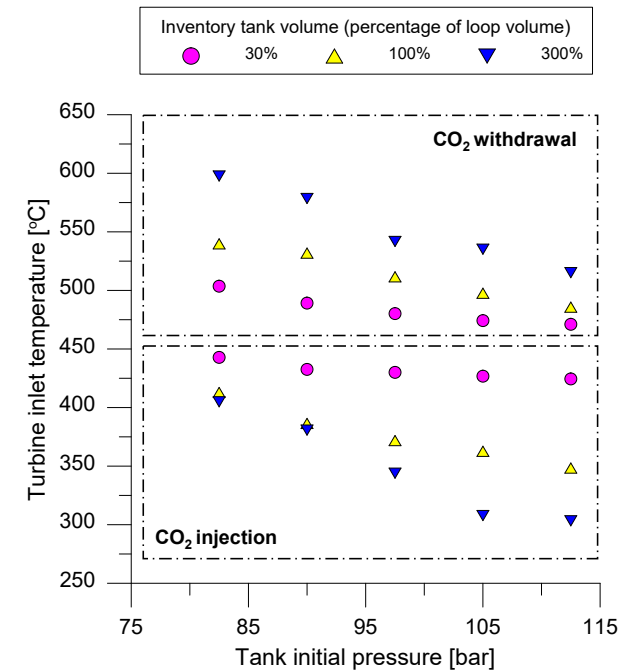 Inventory tank volume (percentage of loop volume)
30% 100% 300%
650
600
550
500
450
400
350
300
250
Turbine inlet temperature [ºC]
CO₂ withdrawal
CO₂ injection
75 85 95 105 115
Tank initial pressure [bar]